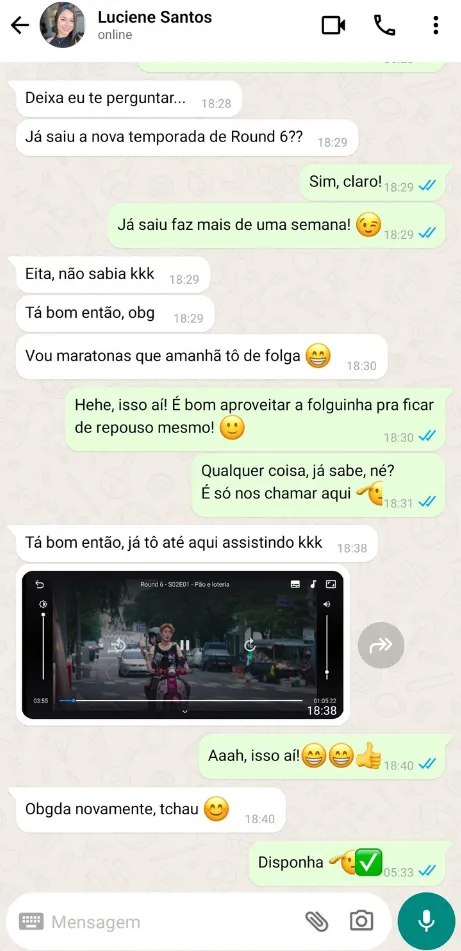 Luciene Santos
online
Deixa eu te perguntar... 18:28
Já saiu a nova temporada de Round 6?? 18:29
Sim, claro! 18:29
Já saiu faz mais de uma semana! 😉 18:29
Eita, não sabia kkk 18:29
Tá bom então, obg 18:29
Vou maratonas que amanhã tô de folga 😁 18:30
Hehe, isso aí! É bom aproveitar a folguinha pra ficar
de repouso mesmo! 🙂 18:30
Qualquer coisa, já sabe, né?
É só nos chamar aqui 18:31
Tá bom então, já tô até aqui assistindo kkk 18:38
Round 6 - S02E01 - Pão e loteria
03:55
01:05:22
18:38
Aaah, isso aí!😁😁👍 18:40
Obgda novamente, tchau 😊 18:40
Disponha ✅ 05:33
Mensagem